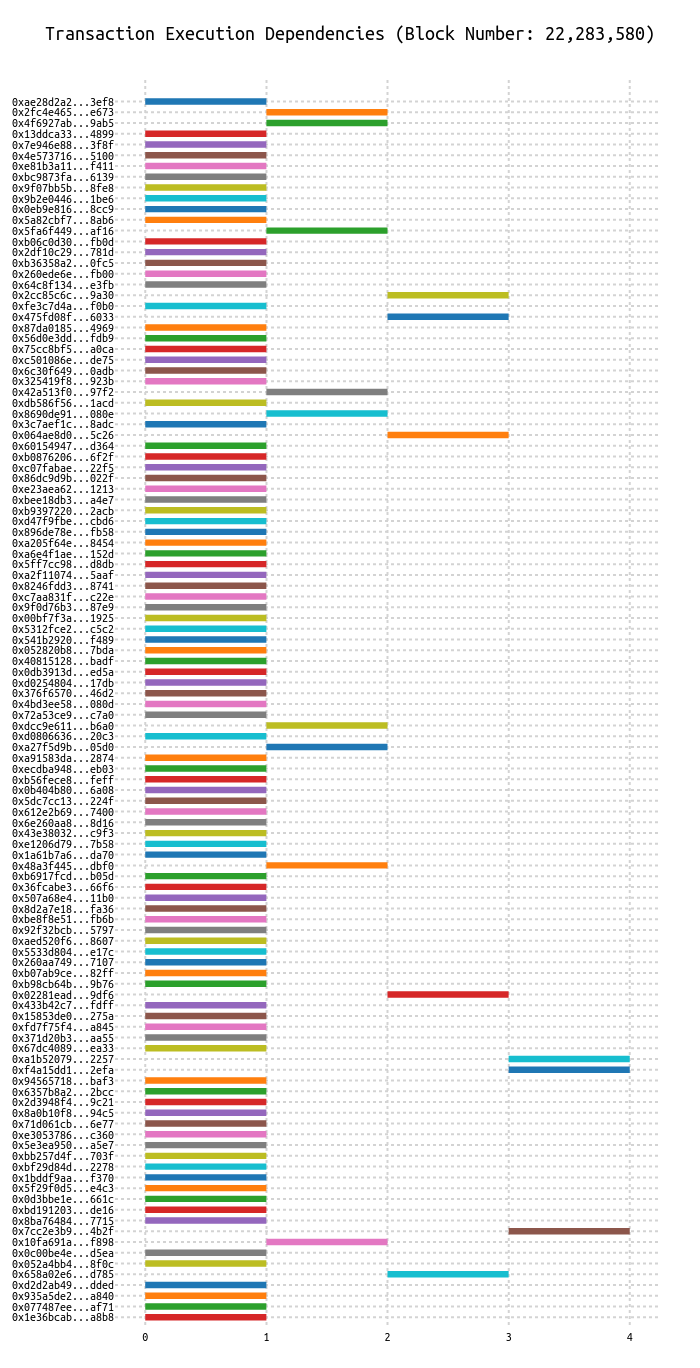 Transaction Execution Dependencies (Block Number: 22,283,580)
0xae28d2a2...3ef8
0x2fc4e465...e673
0x4f6927ab...9ab5
0x13ddca33...4899
0x7e946e88...3f8f
0x4e573716...5100
0xe81b3a11...f411
0xbc9873fa...6139
0x9f07bb5b...8fe8
0x9b2e0446...1be6
0x0eb9e816...8cc9
0x5a82cbf7...8ab6
0x5fa6f449...af16
0xb06c0d30...fb0d
0x2df10c29...781d
0xb36358a2...0fc5
0x260ede6e...fb00
0x64c8f134...e3fb
0x2cc85c6c...9a30
0xfe3c7d4a...f0b0
0x475fd08f...6033
0x87da0185...4969
0x56d0e3dd...fdb9
0x75cc8bf5...a0ca
0xc501086e...de75
0x6c30f649...0adb
0x325419f8...923b
0x42a513f0...97f2
0xdb586f56...1acd
0x8690de91...080e
0x3c7aef1c...8adc
0x064ae8d0...5c26
0x60154947...d364
0xb0876206...6f2f
0xc07fabae...22f5
0x86dc9d9b...022f
0xe23aea62...1213
0xbee18db3...a4e7
0xb9397220...2acb
0xd47f9fbe...cbd6
0x896de78e...fb58
0xa205f64e...8454
0xa6e4f1ae...152d
0x5ff7cc98...d8db
0xa2f11074...5aaf
0x8246fdd3...8741
0xc7aa831f...c22e
0x9f0d76b3...87e9
0x00bf7f3a...1925
0x5312fce2...c5c2
0x541b2920...f489
0x052820b8...7bda
0x40815128...badf
0x0db3913d...ed5a
0xd0254804...17db
0x376f6570...46d2
0x4bd3ee58...080d
0x72a53ce9...c7a0
0xdcc9e611...b6a0
0xd0806636...20c3
0xa27f5d9b...05d0
0xa91583da...2874
0xecdba948...eb03
0xb56fece8...feff
0x0b404b80...6a08
0x5dc7cc13...224f
0x612e2b69...7400
0x6e260aa8...8d16
0x43e38032...c9f3
0xe1206d79...7b58
0x1a61b7a6...da70
0x48a3f445...dbf0
0xb6917fcd...b05d
0x36fcabe3...66f6
0x507a68e4...11b0
0x8d2a7e18...fa36
0xbe8f8e51...fb6b
0x92f32bcb...5797
0xaed520f6...8607
0x5533d804...e17c
0x260aa749...7107
0xb07ab9ce...82ff
0xb98cb64b...9b76
0x02281ead...9df6
0x433b42c7...fdff
0x15853de0...275a
0xfd7f75f4...a845
0x371d20b3...aa55
0x67dc4089...ea33
0xa1b52079...2257
0xf4a15dd1...2efa
0x94565718...baf3
0x6357b8a2...2bcc
0x2d3948f4...9c21
0x8a0b10f8...94c5
0x71d061cb...6e77
0xe3053786...c360
0x5e3ea950...a5e7
0xbb257d4f...703f
0xbf29d84d...2278
0x1bddf9aa...f370
0x5f29f0d5...e4c3
0x0d3bbe1e...661c
0xbd191203...de16
0x8ba76484...7715
0x7cc2e3b9...4b2f
0x10fa691a...f898
0x0c00be4e...d5ea
0x052a4bb4...8f0c
0x658a02e6...d785
0xd2d2ab49...dded
0x935a5de2...a840
0x077487ee...af71
0x1e36bcab...a8b8
0 1 2 3 4